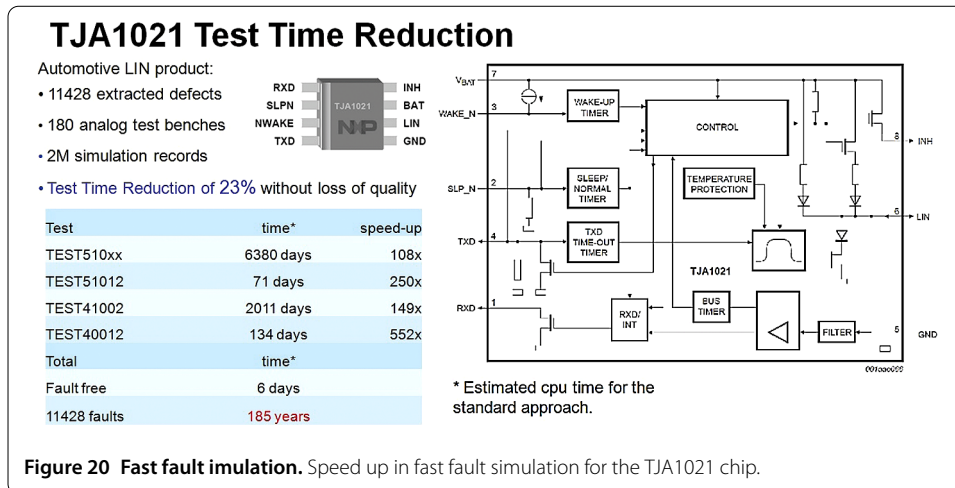 TJA1021 Test Time Reduction
Automotive LIN product:
• 11428 extracted defects
• 180 analog test benches
• 2M simulation records
• Test Time Reduction of 23% without loss of quality
RXD
SLPN
NWAKE
TXD
TJA1021
NXP
INH
BAT
LIN
GND
Test time* speed-up
TEST510xx 6380 days 108x
TEST51012 71 days 250x
TEST41002 2011 days 149x
TEST40012 134 days 552x
Total time*
Fault free 6 days
11428 faults 185 years
VBAT 7
WAKE_N 3
WAKE-UP
TIMER
CONTROL
8 INH
SLP_N 2
SLEEP/
NORMAL
TIMER
TEMPERATURE
PROTECTION
6 LIN
TXD 4
TXD
TIME-OUT
TIMER
TJA1021
RXD 1
RXD/
INT
BUS
TIMER
FILTER
5 GND
* Estimated cpu time for the
standard approach.
Figure 20 Fast fault imulation. Speed up in fast fault simulation for the TJA1021 chip.